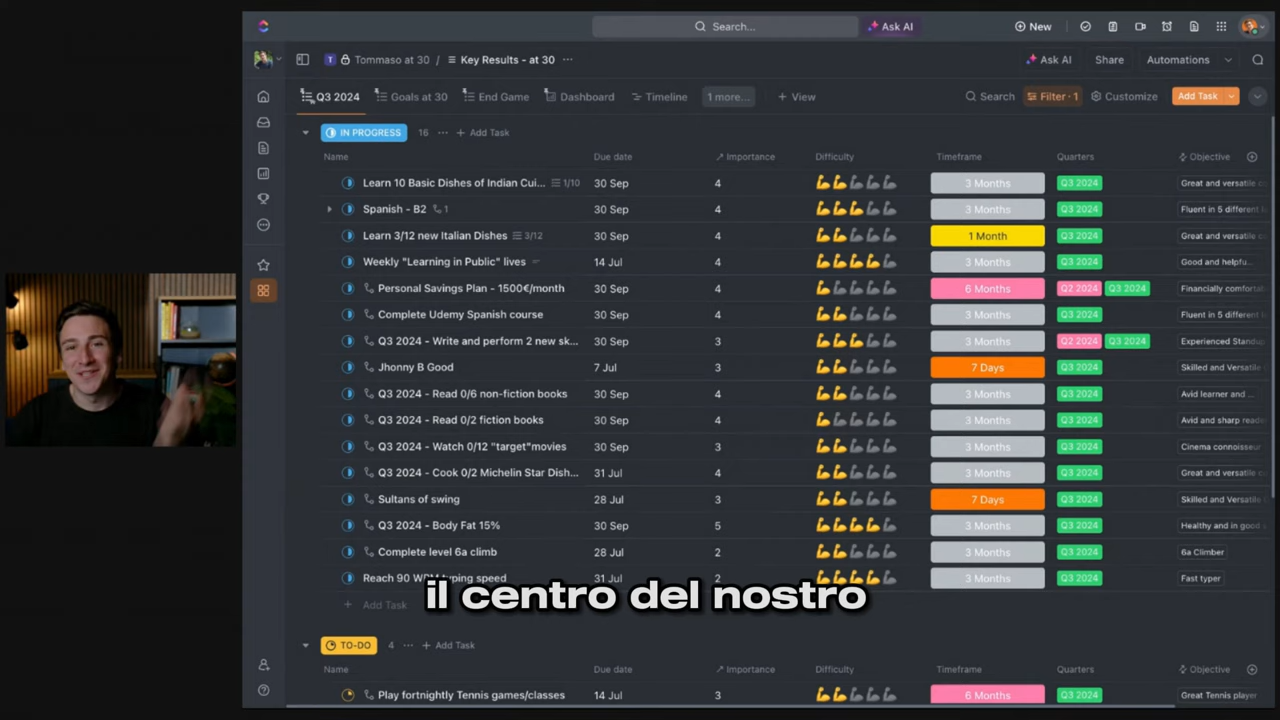 Search...
Ask AI
New
T Tommaso at 30 / Key Results - at 30 ...
Ask AI
Share
Automations
Q3 2024
Goals at 30
End Game
Dashboard
Timeline
1 more...
+ View
Search
Filter · 1
Customize
Add Task
IN PROGRESS 16 ... + Add Task
Name Due date ↗ Importance Difficulty Timeframe Quarters Objective
Learn 10 Basic Dishes of Indian Cui... 1/10 30 Sep 4 3 Months Q3 2024 Great and versatile
Spanish - B2 1 30 Sep 4 3 Months Q3 2024 Fluent in 5 different
Learn 3/12 new Italian Dishes 3/12 30 Sep 4 1 Month Q3 2024 Great and versatile
Weekly "Learning in Public" lives 14 Jul 4 3 Months Q3 2024 Good and helpfu...
Personal Savings Plan - 1500€/month 30 Sep 4 6 Months Q2 2024 Q3 2024 Financially comforta
Complete Udemy Spanish course 30 Sep 4 3 Months Q3 2024 Fluent in 5 different
Q3 2024 - Write and perform 2 new sk... 30 Sep 3 3 Months Q2 2024 Q3 2024 Experienced Standu
Jhonny B Good 7 Jul 3 7 Days Q3 2024 Skilled and Versatile
Q3 2024 - Read 0/6 non-fiction books 30 Sep 4 3 Months Q3 2024 Avid learner and ...
Q3 2024 - Read 0/2 fiction books 30 Sep 4 3 Months Q3 2024 Avid and sharp read
Q3 2024 - Watch 0/12 "target"movies 30 Sep 3 3 Months Q3 2024 Cinema connoisseur
Q3 2024 - Cook 0/2 Michelin Star Dish... 31 Jul 4 3 Months Q3 2024 Great and versatile
Sultans of swing 28 Jul 3 7 Days Q3 2024 Skilled and Versatile
Q3 2024 - Body Fat 15% 30 Sep 5 3 Months Q3 2024 Healthy and in good
Complete level 6a climb 28 Jul 2 3 Months Q3 2024 6a Climber
Reach 90 WPM typing speed 31 Jul 2 3 Months Q3 2024 Fast typer
il centro del nostro
+ Add Task
TO-DO 4 ... + Add Task
Name Due date ↗ Importance Difficulty Timeframe Quarters Objective
Play fortnightly Tennis games/classes 14 Jul 3 6 Months Q3 2024 Great Tennis player